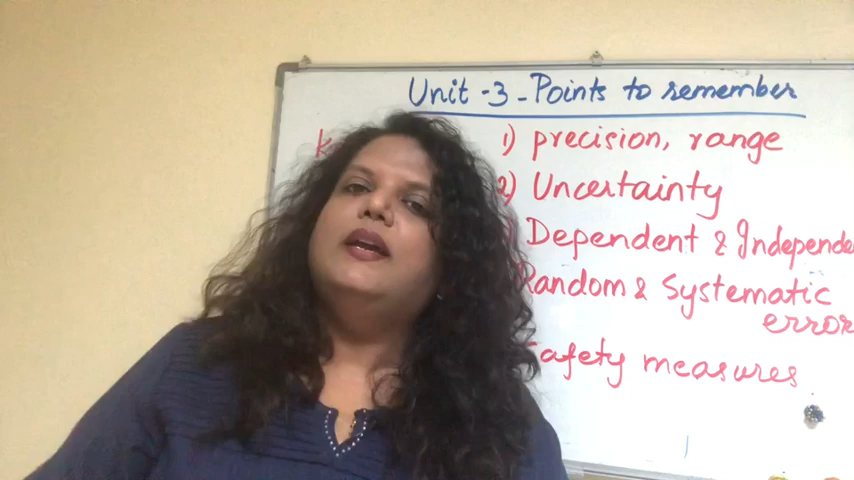 Unit -3 - Points to remember
1) precision, range
2) Uncertainty
Dependent & Independe
Random & Systematic
error
Safety measures